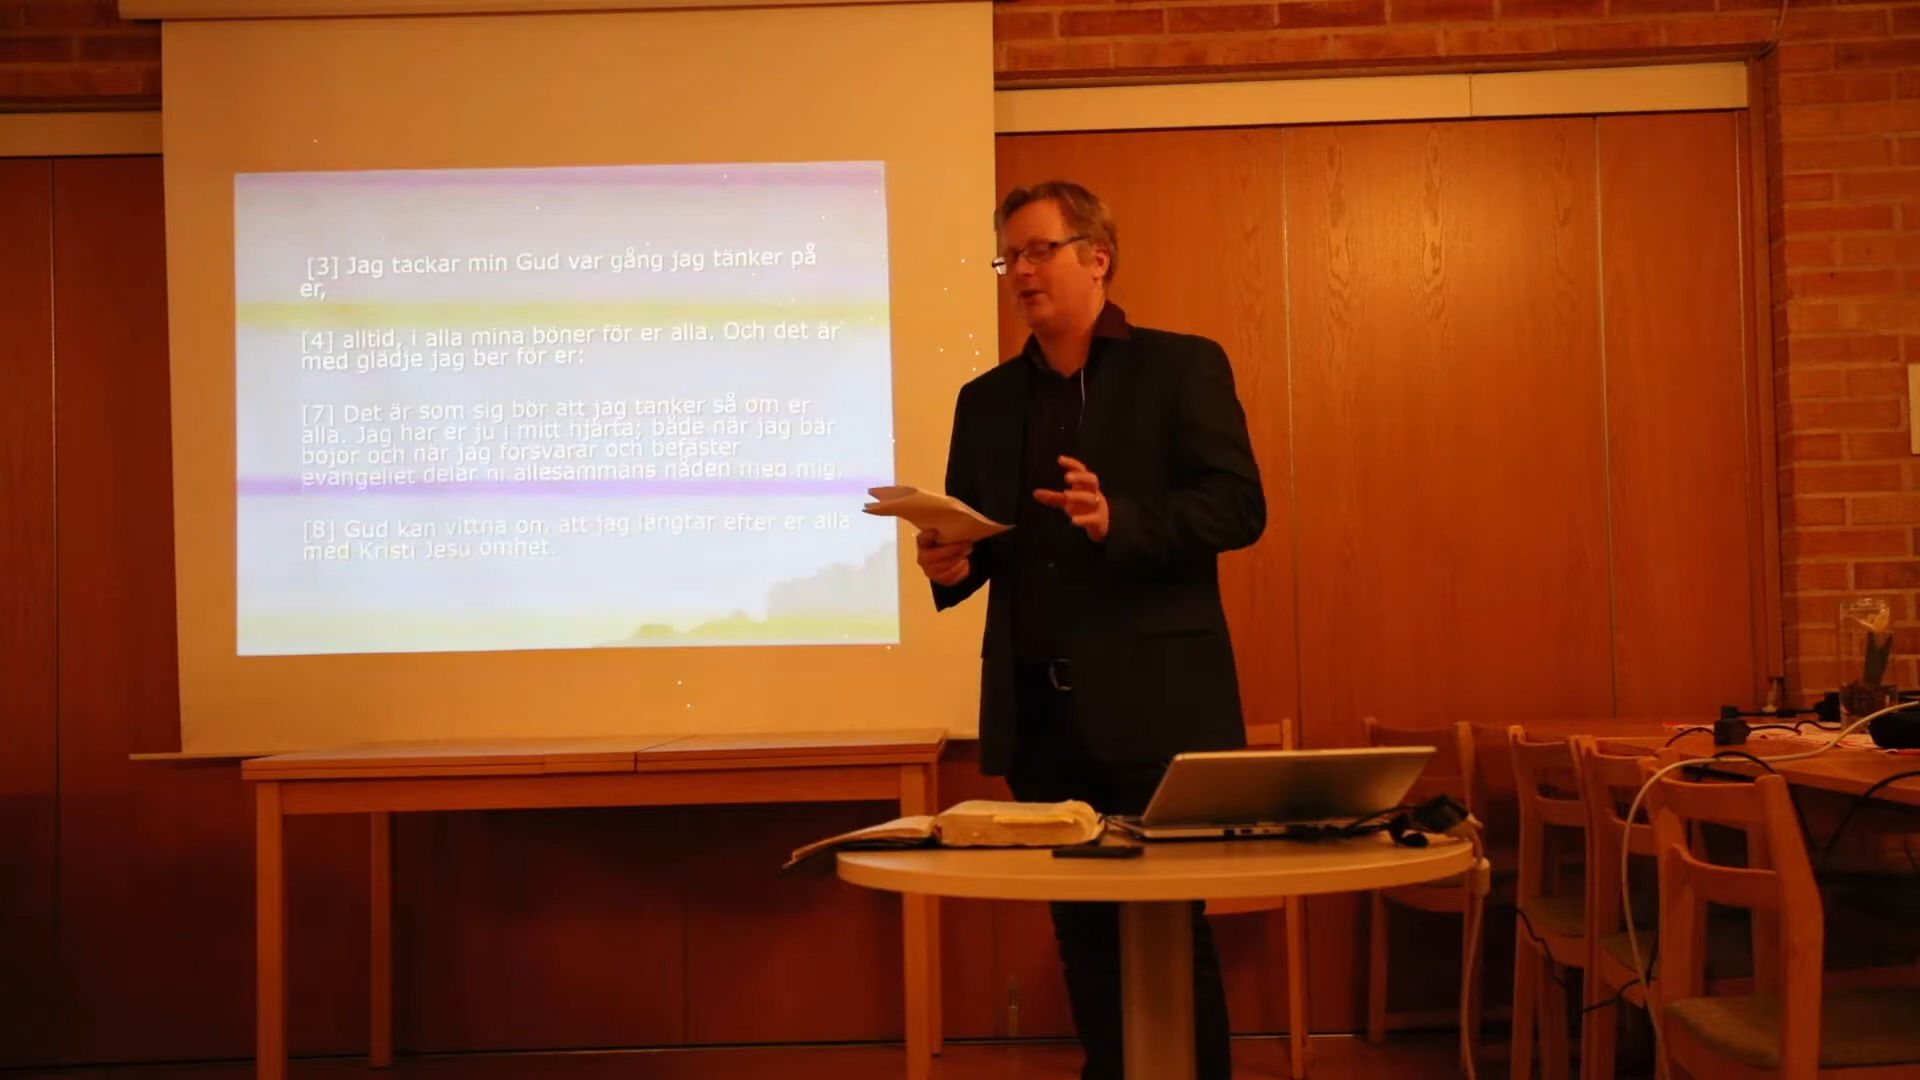 [3] Jag tackar min Gud var gång jag tänker på
er,
[4] alltid, i alla mina böner för er alla. Och det är
med glädje jag ber för er:
[7] Det är som sig bör att jag tänker så om er
alla. Jag har er ju i mitt hjärta; både när jag bär
bojor och när jag försvarar och befäster
evangeliet delar ni allesammans nåden med mig.
[8] Gud kan vittna om att jag längtar efter er alla
med Kristi Jesu ömhet.